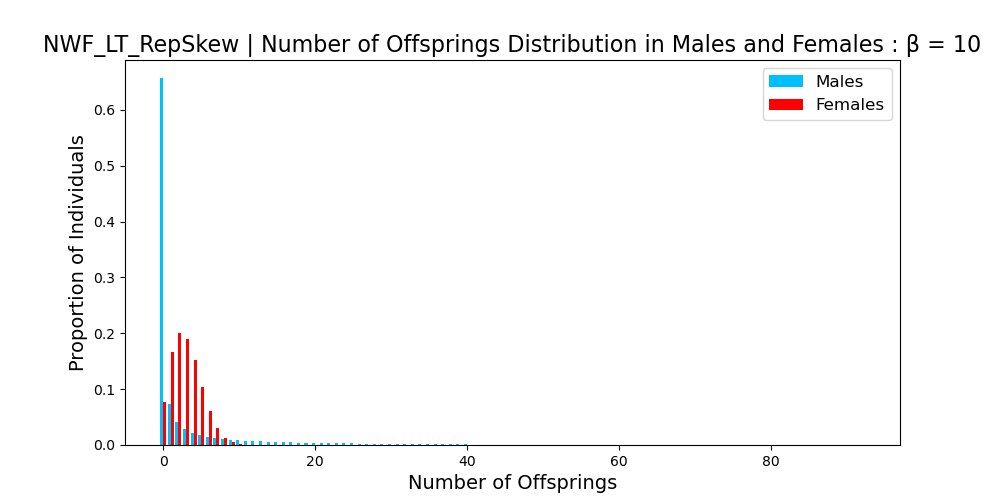 NWF_LT_RepSkew | Number of Offsprings Distribution in Males and Females : β = 10
Males
Females
Proportion of Individuals
0.6
0.5
0.4
0.3
0.2
0.1
0.0
0 20 40 60 80
Number of Offsprings